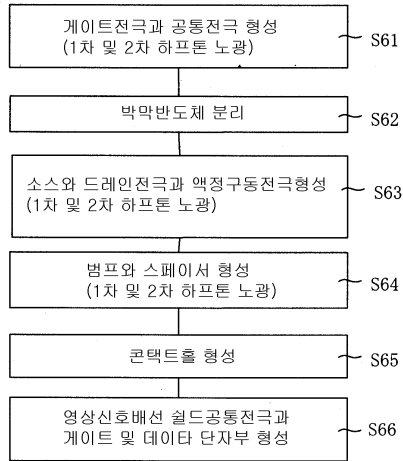 게이트전극과 공통전극 형성
(1차 및 2차 하프톤 노광)
S61
박막반도체 분리
S62
소스와 드레인전극과 액정구동전극형성
(1차 및 2차 하프톤 노광)
S63
범프와 스페이서 형성
(1차 및 2차 하프톤 노광)
S64
콘택트홀 형성
S65
영상신호배선 쉴드공통전극과
게이트 및 데이타 단자부 형성
S66